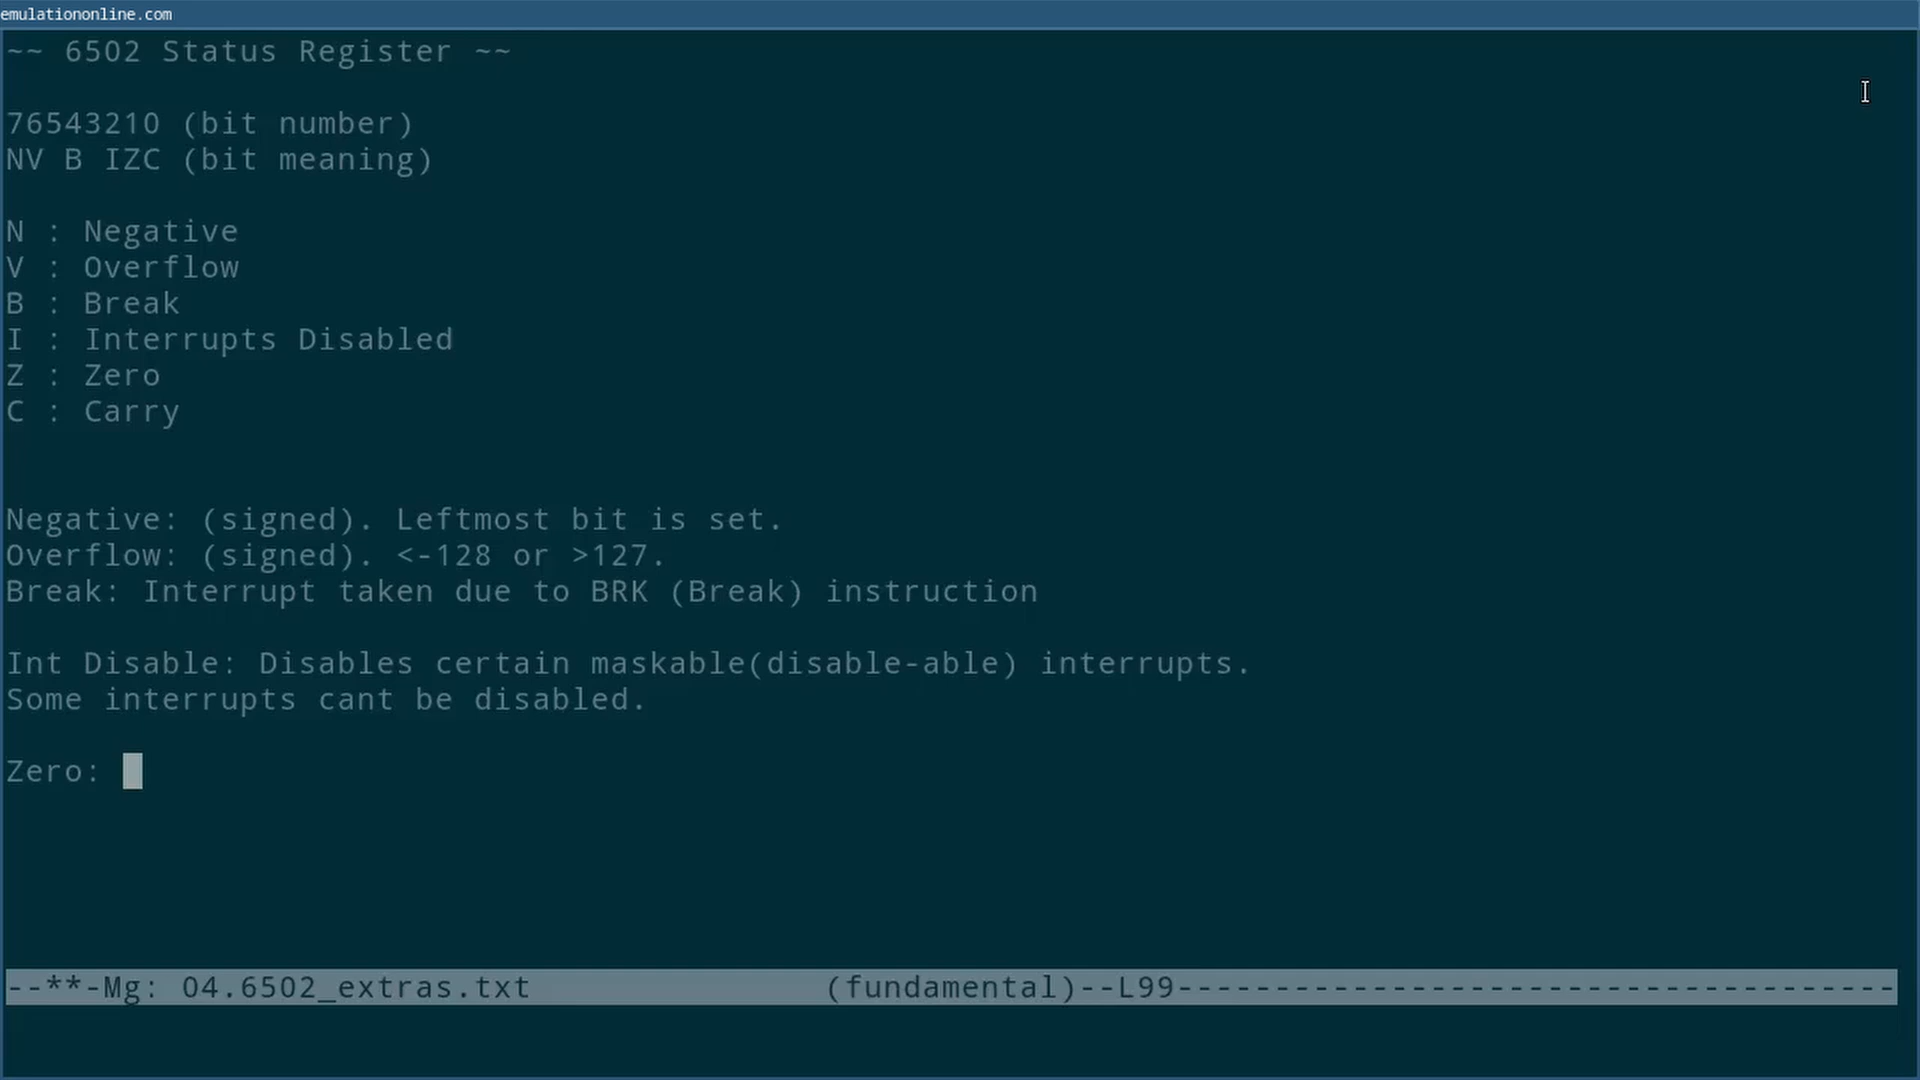 emulationonline.com
~~ 6502 Status Register ~~
76543210 (bit number)
NV B IZC (bit meaning)
N : Negative
V : Overflow
B : Break
I : Interrupts Disabled
Z : Zero
C : Carry
Negative: (signed). Leftmost bit is set.
Overflow: (signed). <-128 or >127.
Break: Interrupt taken due to BRK (Break) instruction
Int Disable: Disables certain maskable(disable-able) interrupts.
Some interrupts cant be disabled.
Zero:
--**-Mg: 04.6502_extras.txt (fundamental)--L99-------------------------------------